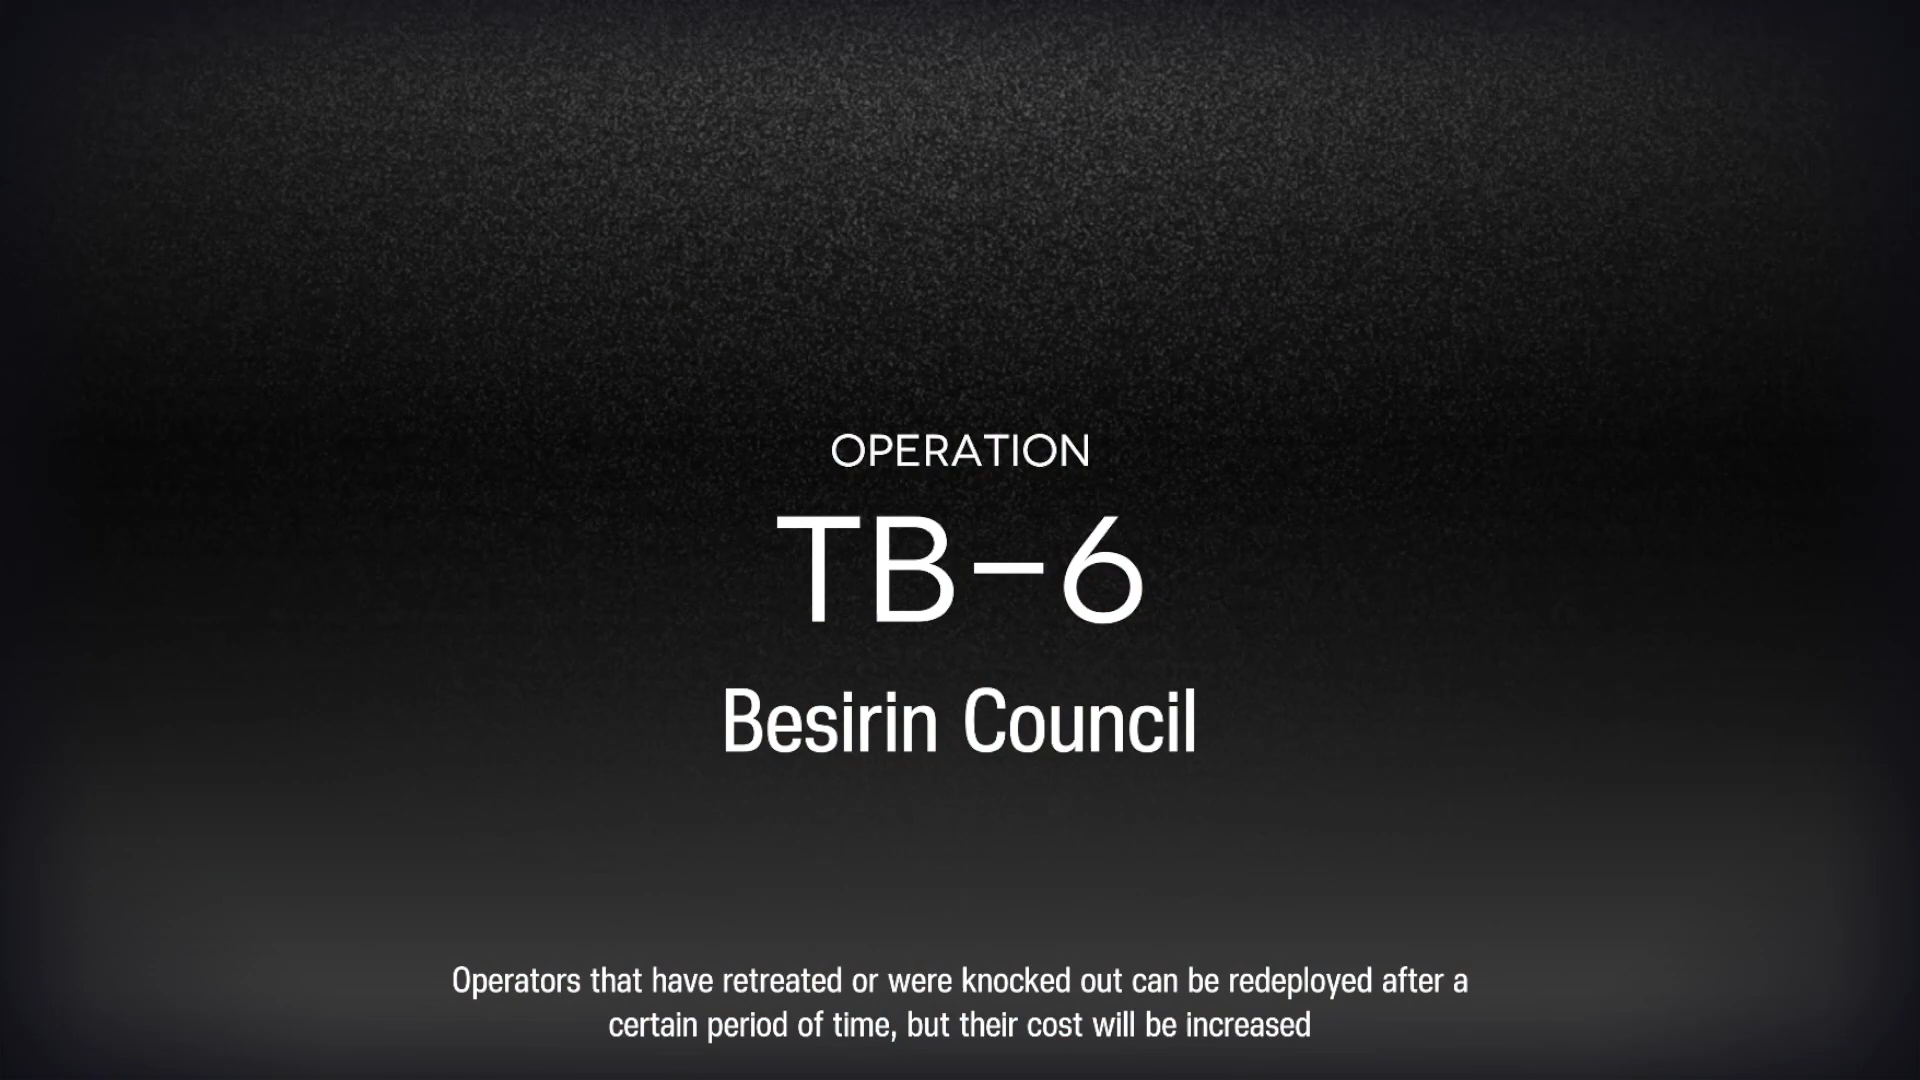 OPERATION
TB-6
Besirin Council
Operators that have retreated or were knocked out can be redeployed after a
certain period of time, but their cost will be increased